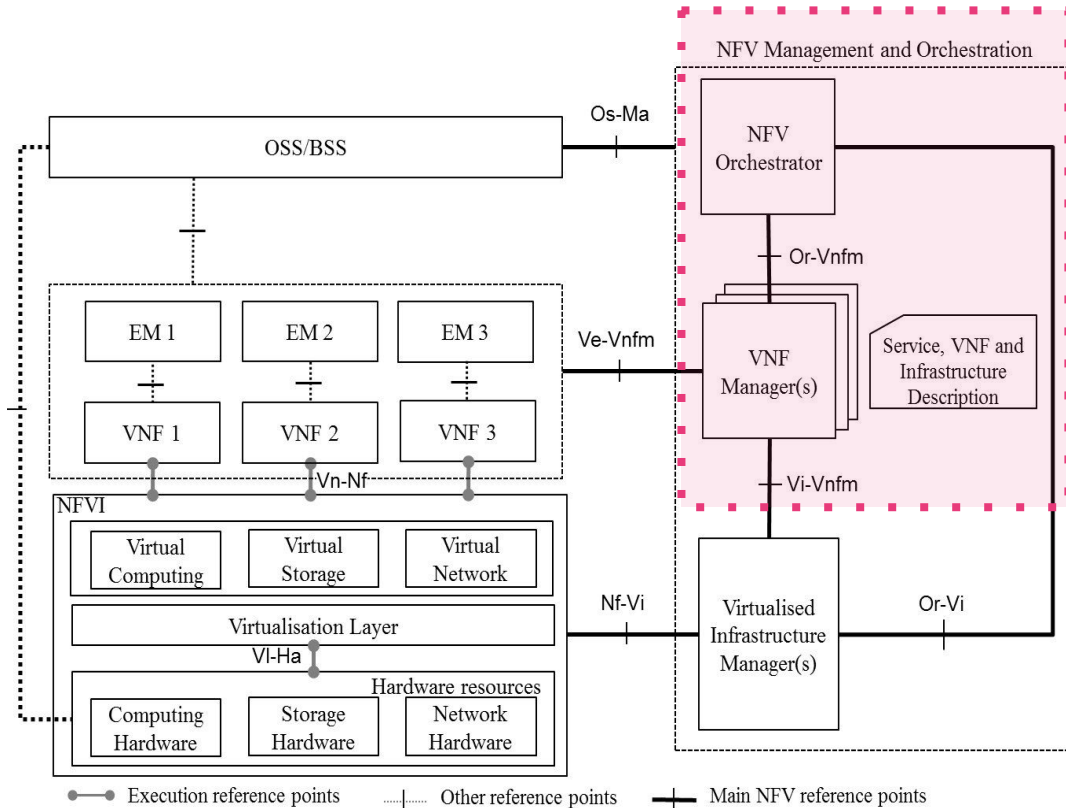 NFV Management and Orchestration
Os-Ma
OSS/BSS
NFV
Orchestrator
Or-Vnfm
EM 1
EM 2
EM 3
Ve-Vnfm
VNF
Manager(s)
Service, VNF and
Infrastructure
Description
VNF 1
VNF 2
VNF 3
Vn-Nf
Vi-Vnfm
NFVI
Virtual
Computing
Virtual
Storage
Virtual
Network
Virtualisation Layer
Nf-Vi
Virtualised
Infrastructure
Manager(s)
Or-Vi
VI-Ha
Hardware resources
Computing
Hardware
Storage
Hardware
Network
Hardware
Execution reference points
Other reference points
Main NFV reference points